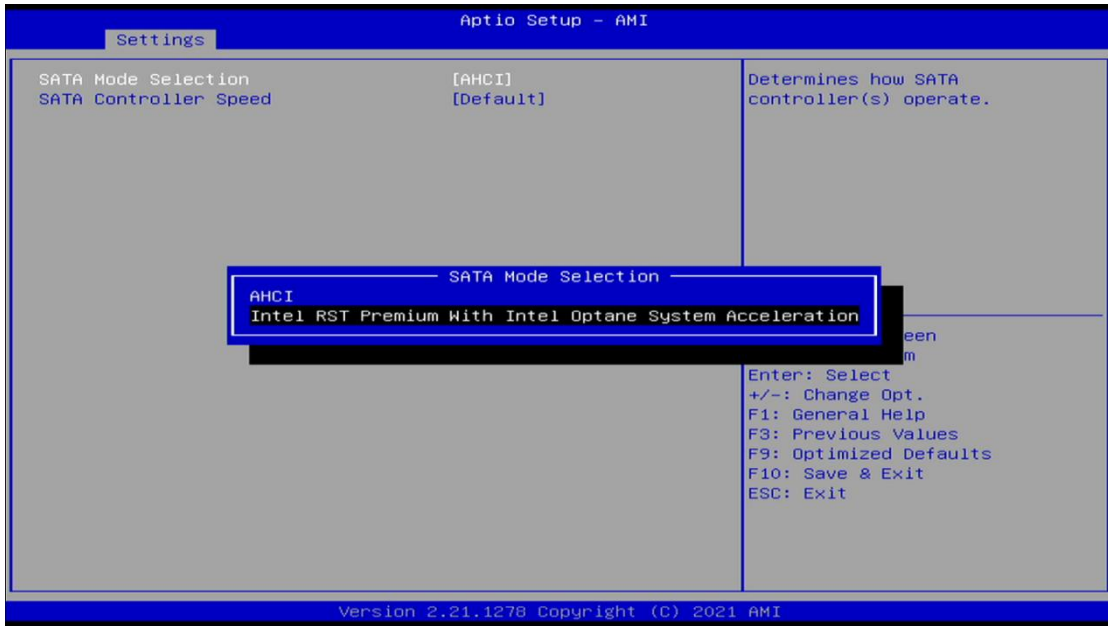 Aptio Setup - AMI
Settings
SATA Mode Selection [AHCI]
SATA Controller Speed [Default]
Determines how SATA
controller(s) operate.
SATA Mode Selection
AHCI
Intel RST Premium With Intel Optane System Acceleration
Enter: Select
+/-: Change Opt.
F1: General Help
F3: Previous Values
F9: Optimized Defaults
F10: Save & Exit
ESC: Exit
Version 2.21.1278 Copyright (C) 2021 AMI